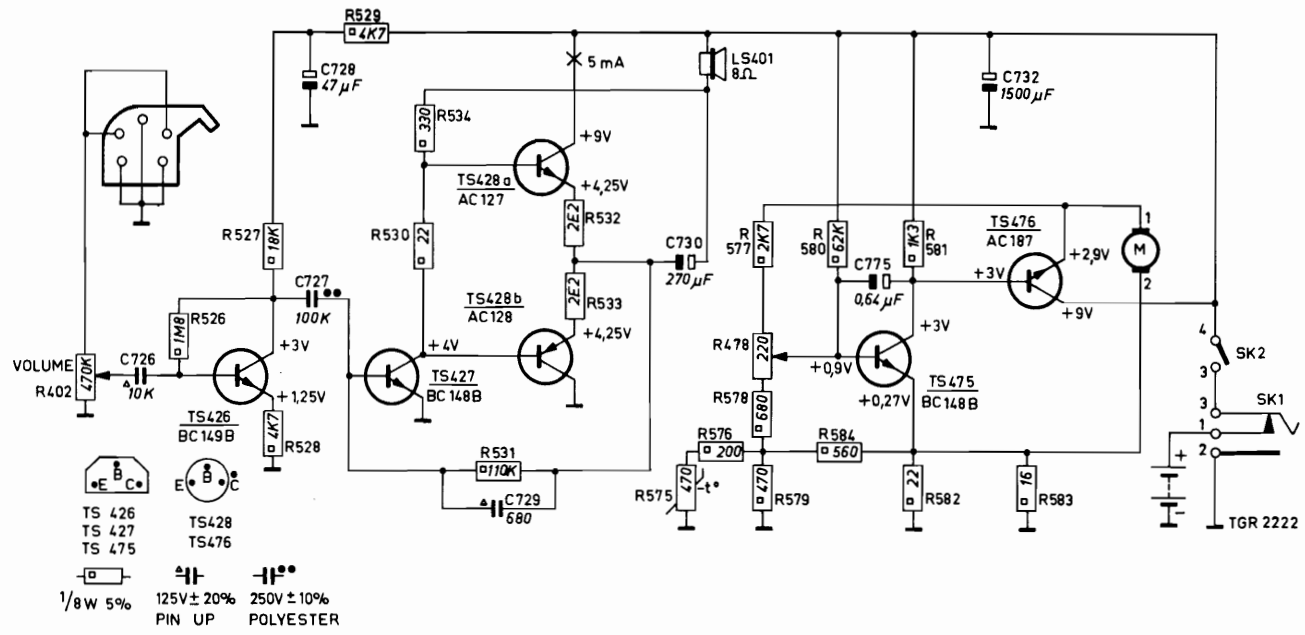 R529
4K7
C728
47µF
5 mA
LS401
8Ω
C732
1500µF
R534
330
+9V
TS428a
AC127
+4,25V
R532
2E2
R527
18K
R530
22
C730
270µF
R533
2E2
R
577
2K7
R
580
62K
R
581
1K3
TS476
AC187
+3V
+2,9V
+9V
1
M
2
C775
0,64µF
C727
100K
TS428b
AC128
+4,25V
R526
1M8
VOLUME
R402
470K
C726
10K
+3V
+1,25V
TS426
BC149B
4K7
R528
+4V
TS427
BC148B
R478
220
+0,9V
+3V
TS475
BC148B
+0,27V
R578
680
4
SK2
3
3
SK1
1
2
+
-
TGR 2222
R531
110K
C729
680
R576
200
R584
560
R575
470
-t°
470
R579
22
R582
16
R583
B
E C
TS 426
TS 427
TS 475
B
E C
TS428
TS476
1/8W 5%
125V±20%
PIN UP
250V±10%
POLYESTER